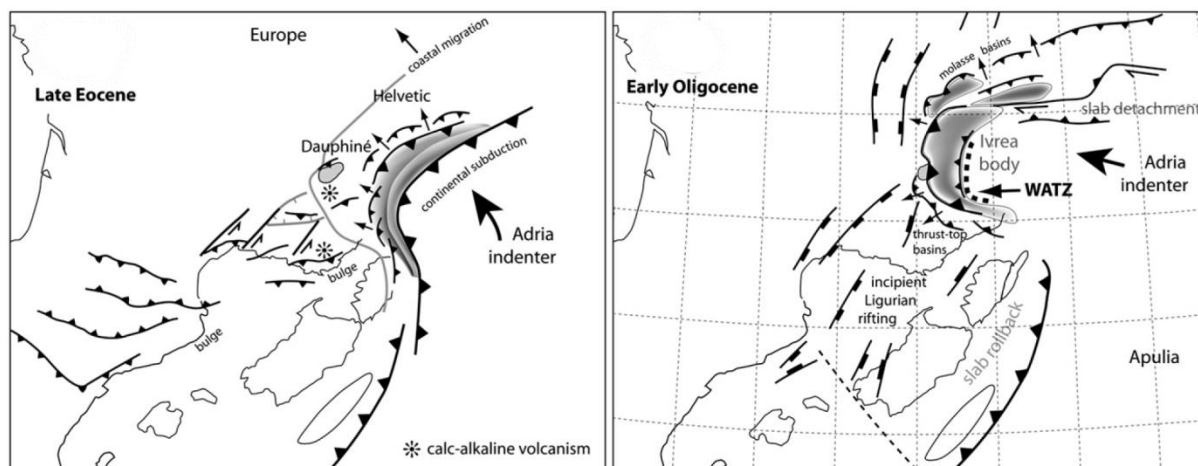 Europe
coastal migration
Late Eocene
Helvetic
Dauphiné
continental subduction
Adria
indenter
bulge
bulge
calc-alkaline volcanism
molasse basins
Early Oligocene
slab detachment
Ivrea
body
Adria
indenter
WATZ
thrust-top
basins
incipient
Ligurian
rifting
slab rollback
Apulia